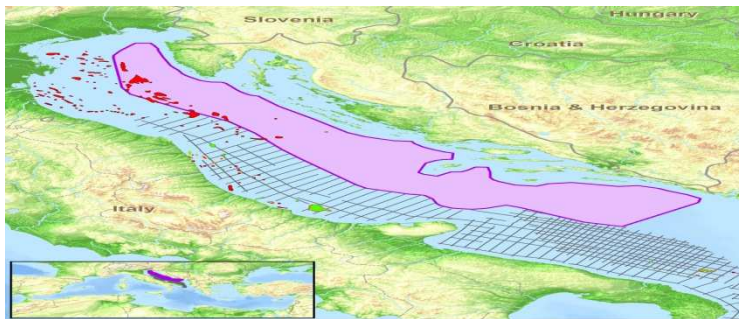 Slovenia
Hungary
Croatia
Bosnia & Herzegovina
Italy